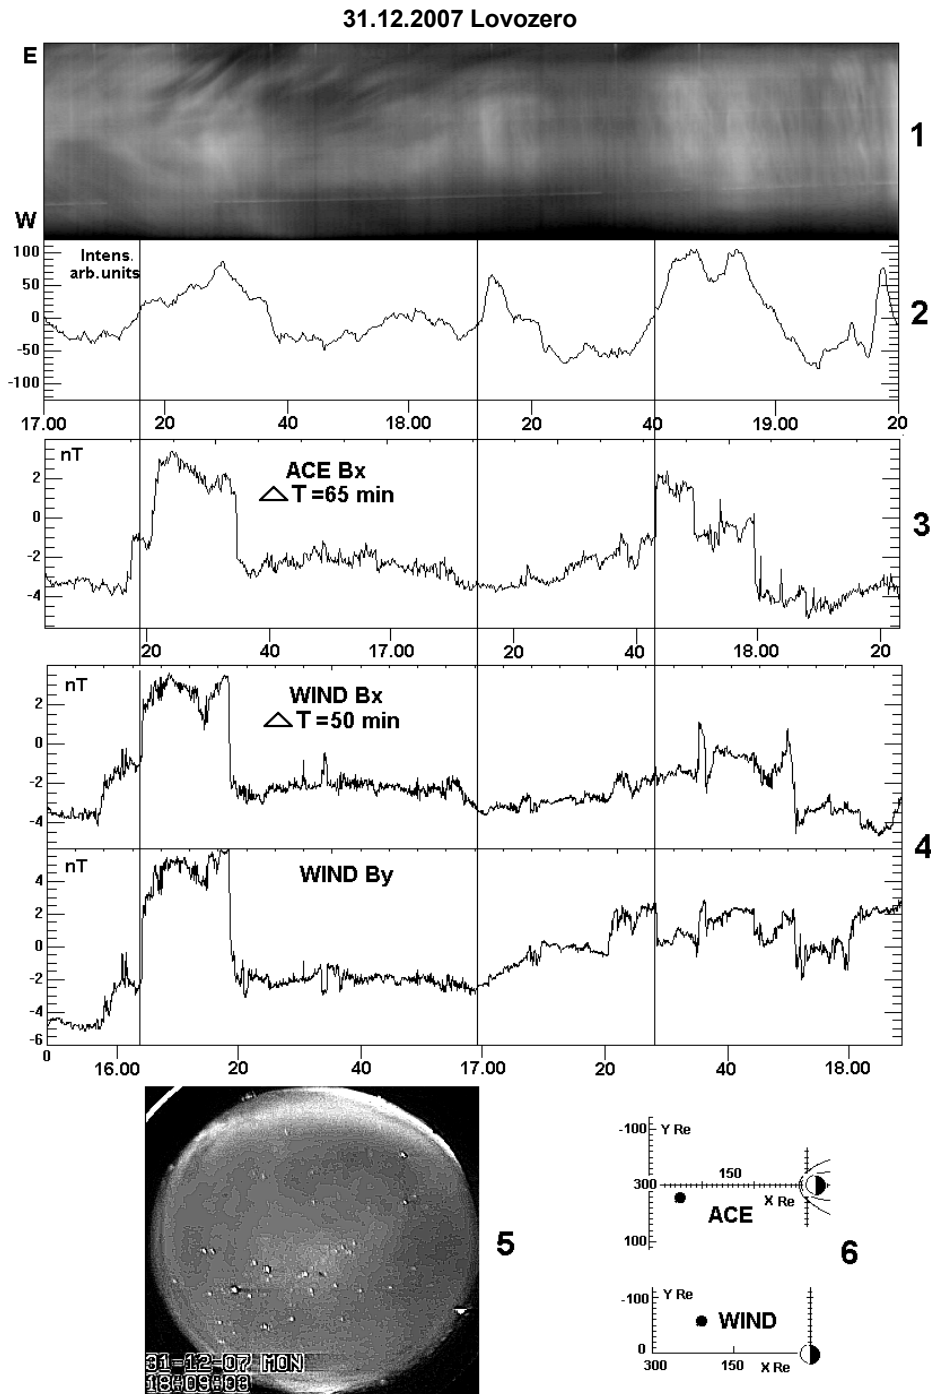 31.12.2007 Lovozero
E
W
1
Intens.
arb.units
100
50
0
-50
-100
2
17.00 20 40 18.00 20 40 19.00 20
nT
2
0
-2
-4
ACE Bx
△ T =65 min
3
20 40 17.00 20 40 18.00 20
nT
2
0
-2
-4
WIND Bx
△ T =50 min
4
nT
4
2
0
-2
-4
-6
WIND By
0 16.00 20 40 17.00 20 40 18.00
31-12-07 MON
18:09:08
5
-100
Y Re
150
300
X Re
ACE
100
6
-100
Y Re
WIND
0
300 150 X Re